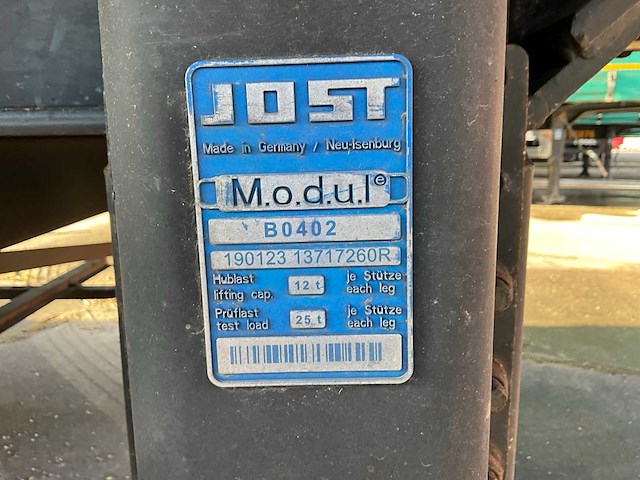 JOST
Made in Germany / Neu-Isenburg
M.o.d.u.l®
B0402
190123 13717260R
Hublast 12 t je Stütze
lifting cap. each leg
Prüflast 25 t je Stütze
test load each leg